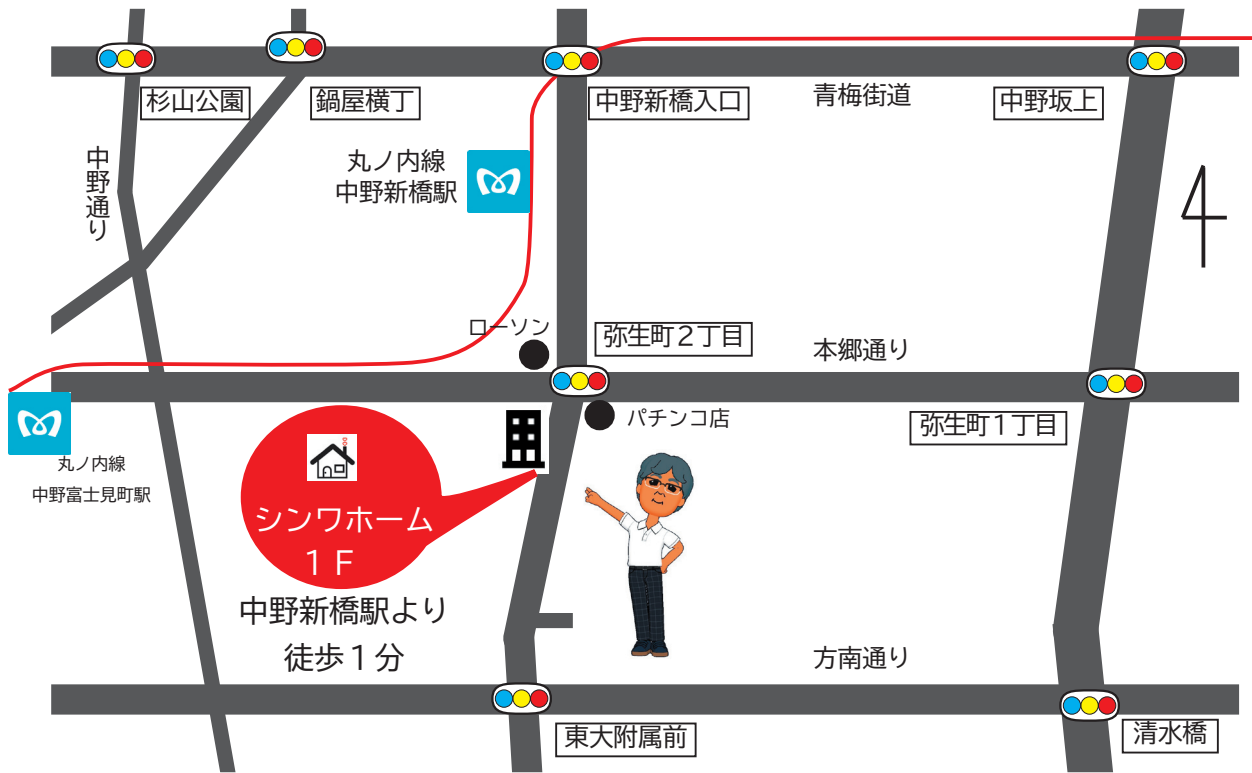 杉山公園
鍋屋横丁
中野新橋入口
青梅街道
中野坂上
中野通り
丸ノ内線
中野新橋駅
ローソン
弥生町２丁目
本郷通り
パチンコ店
弥生町１丁目
丸ノ内線
中野富士見町駅
シンワホーム
１Ｆ
中野新橋駅より
徒歩１分
方南通り
東大附属前
清水橋